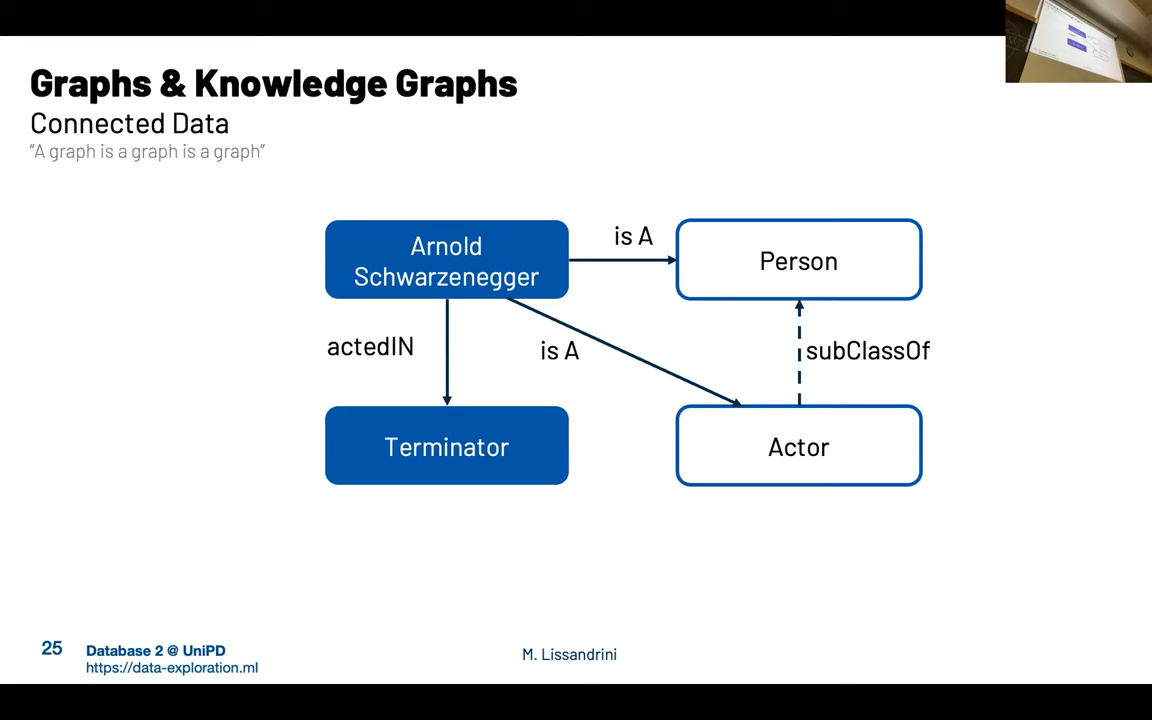 Graphs & Knowledge Graphs
Connected Data
"A graph is a graph is a graph"
Arnold
Schwarzenegger
is A
Person
actedIN
is A
subClassOf
Terminator
Actor
25
Database 2 @ UniPD
https://data-exploration.ml
M. Lissandrini